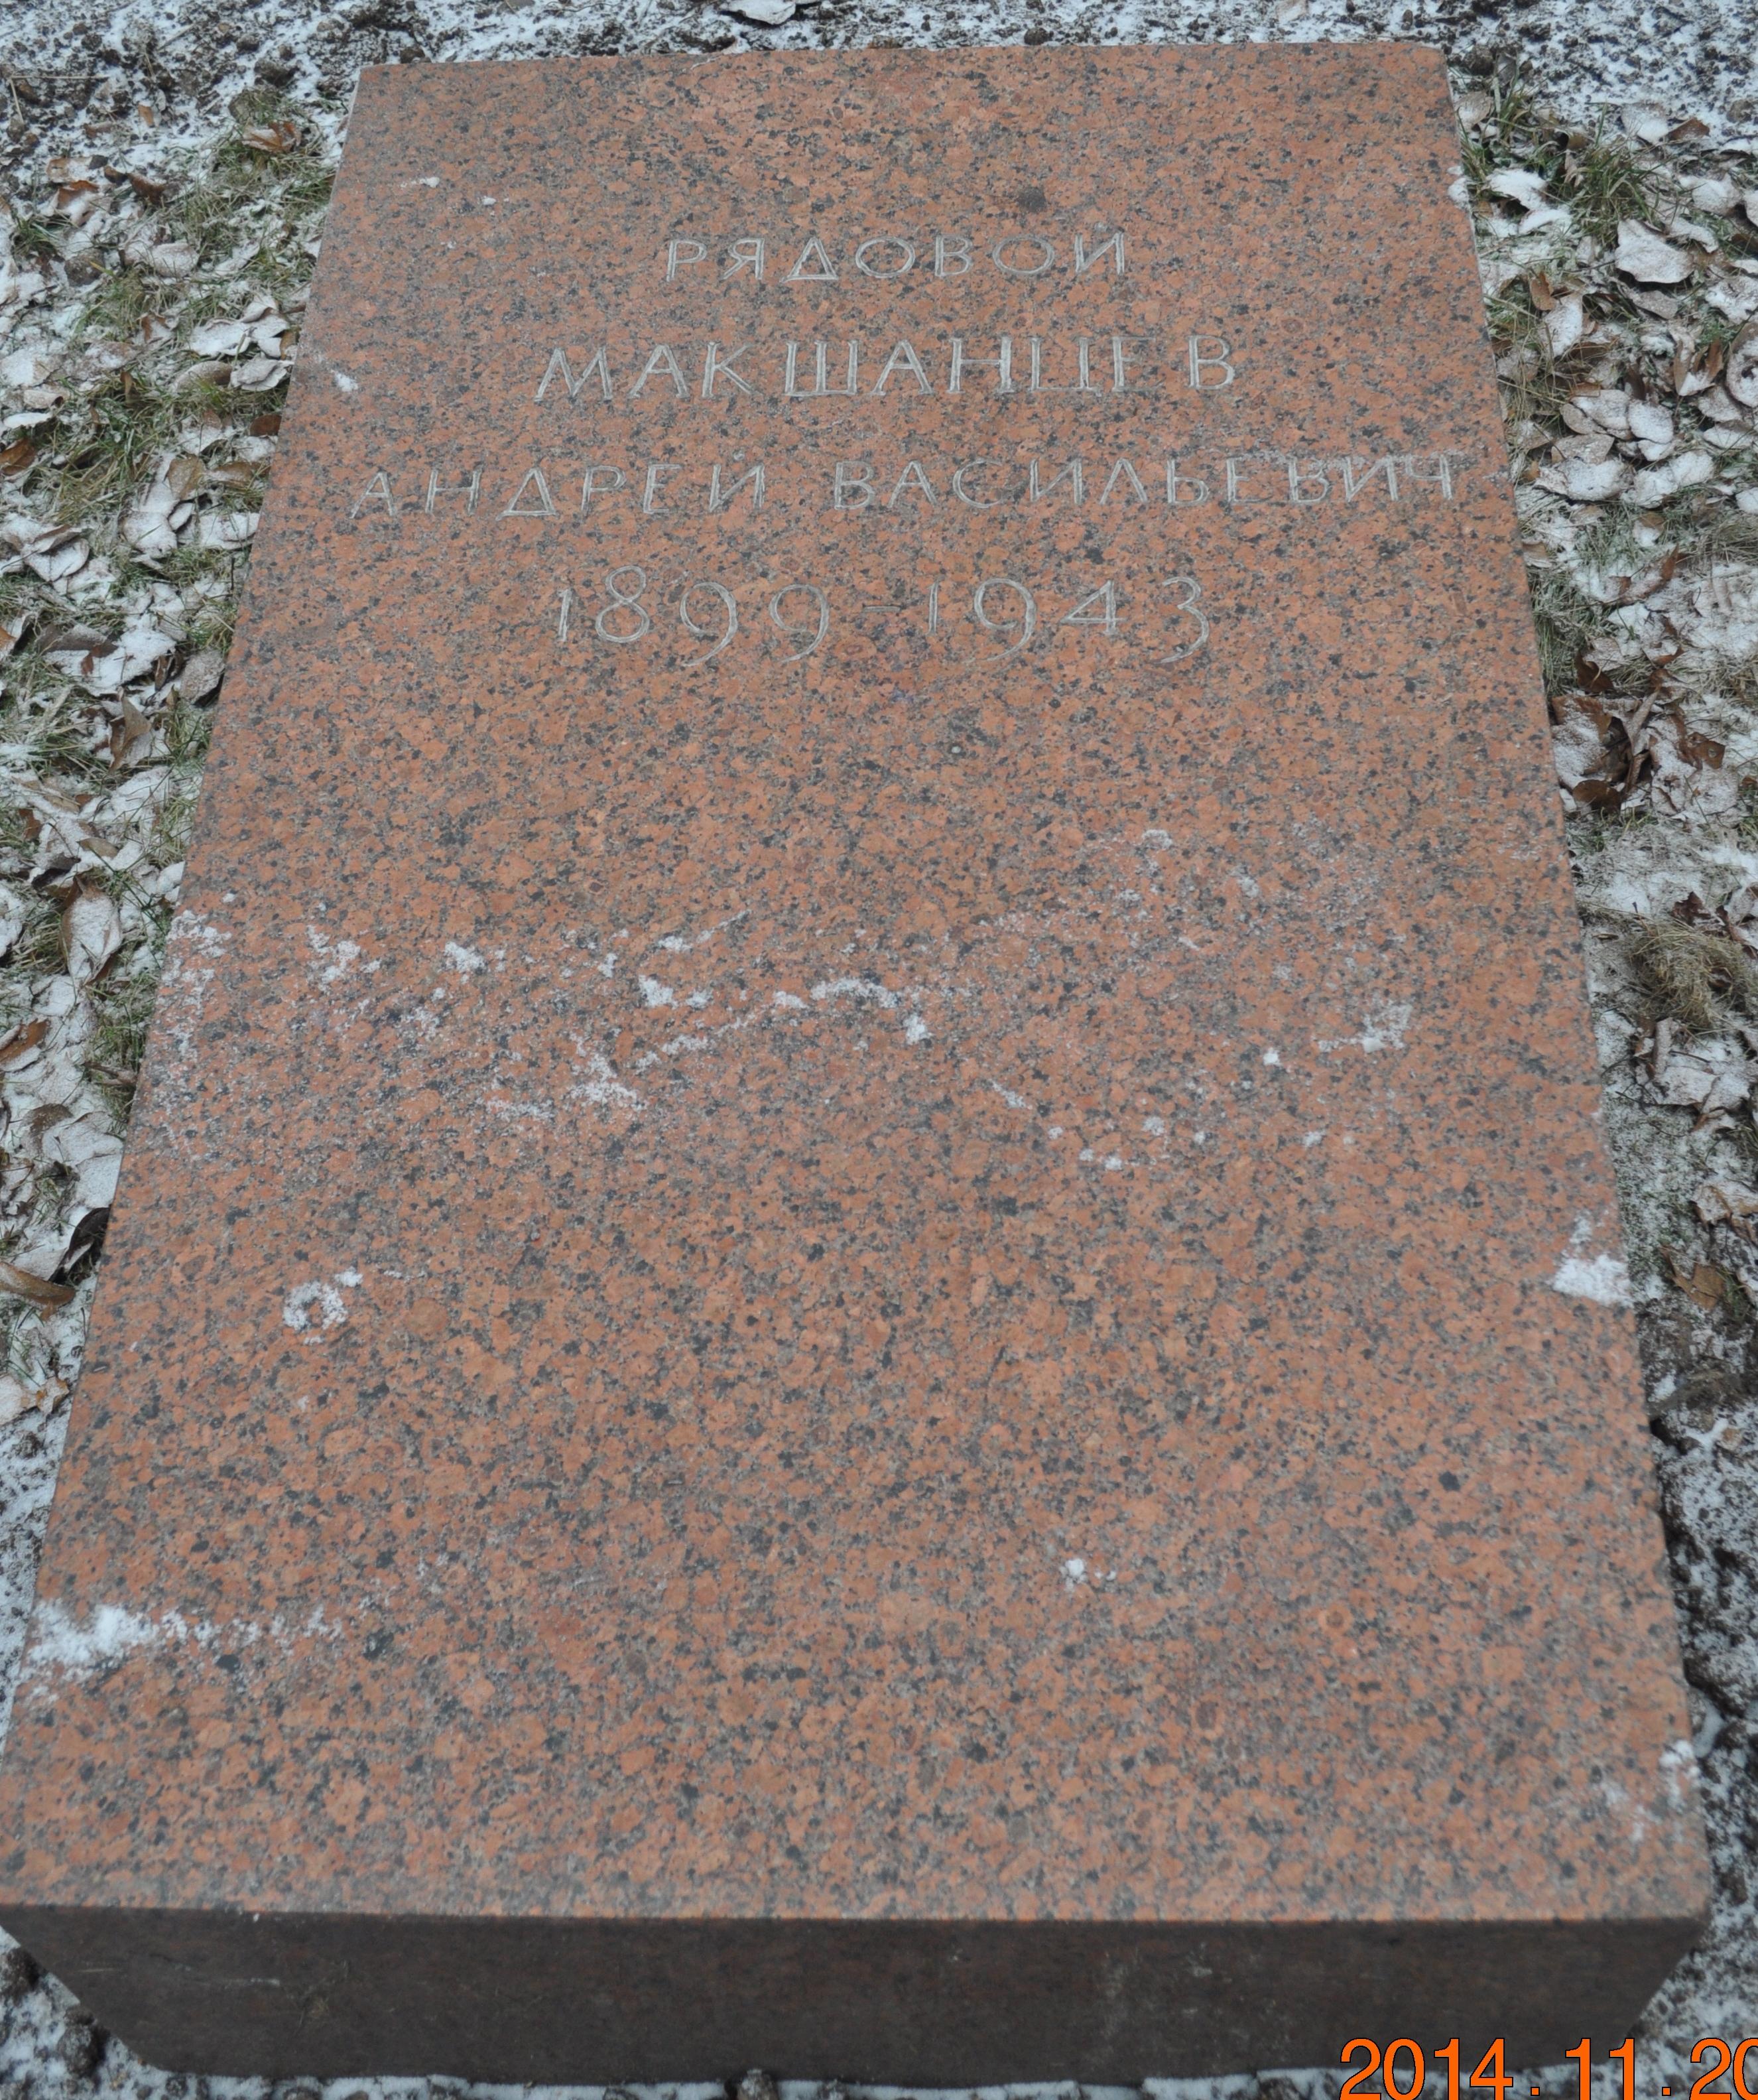 РЯДОВОЙ
МАКШАНЦЕВ
АНДРЕЙ ВАСИЛЬЕВИЧ
1899-1943
2014.11.20